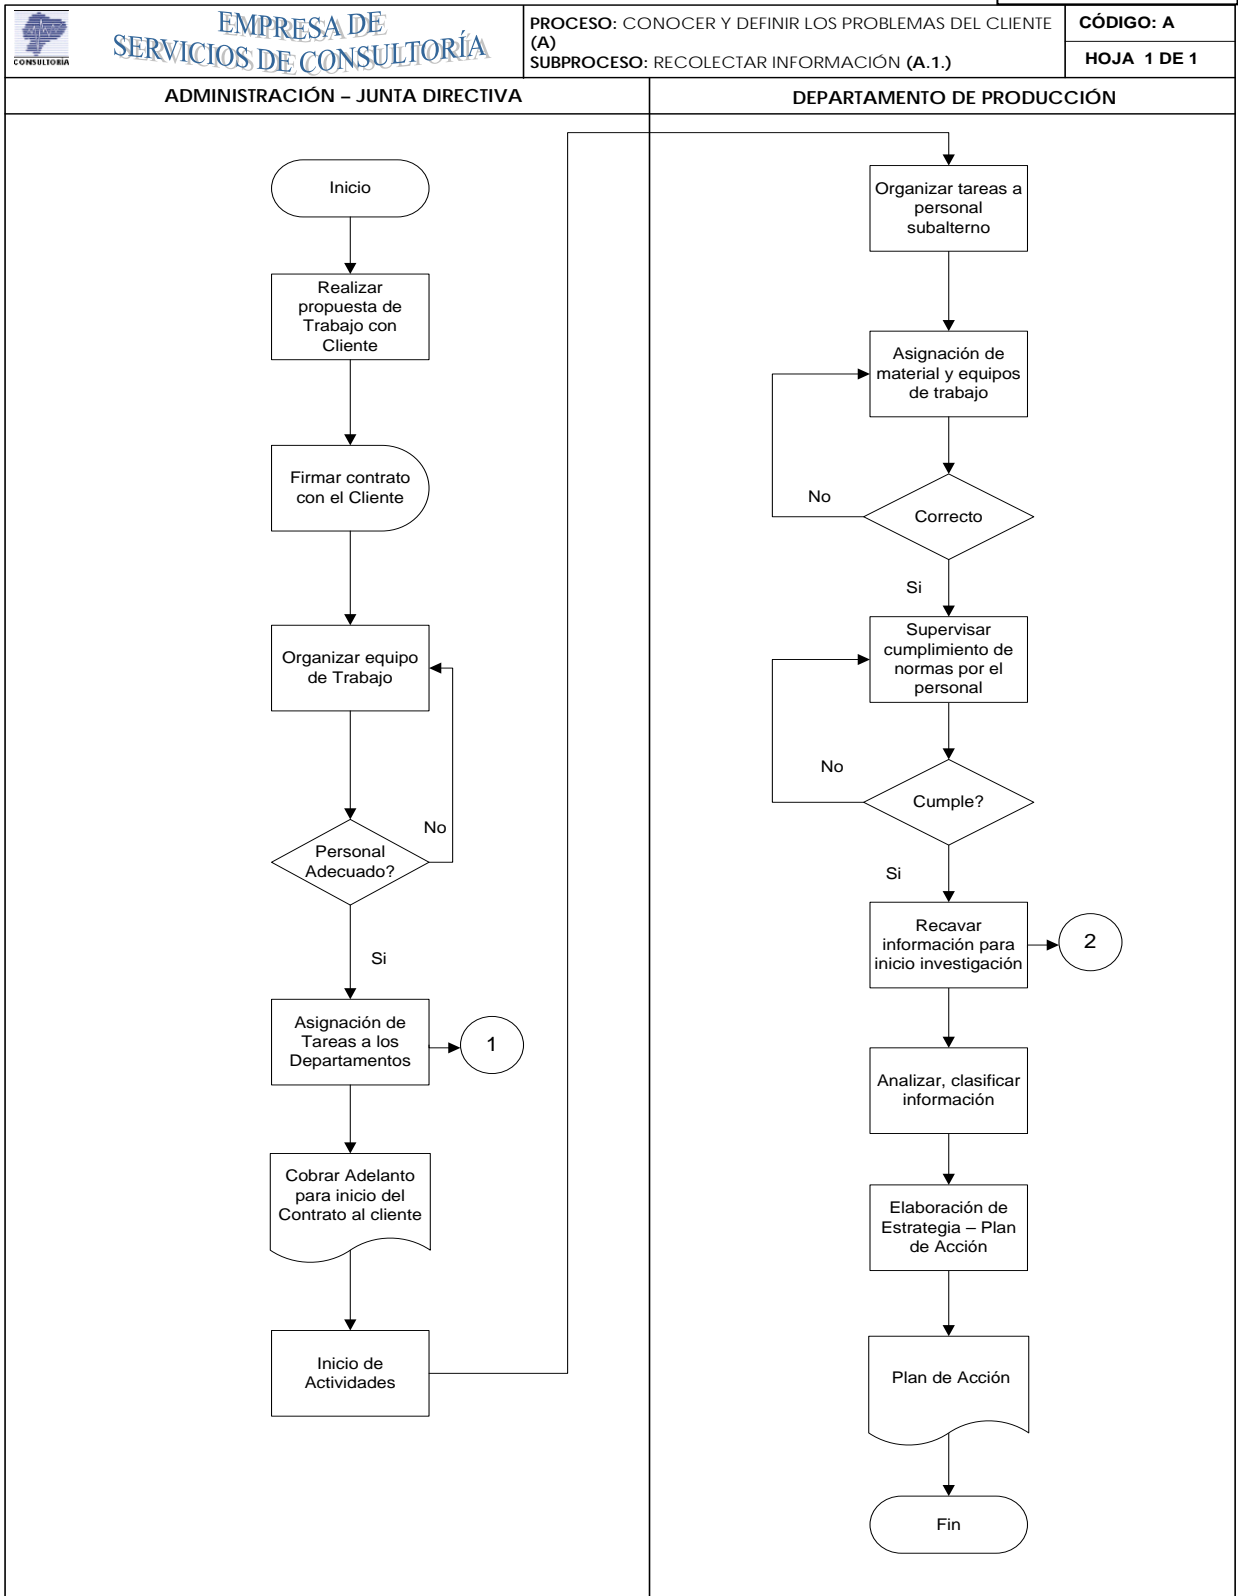 CONSULTORIA
EMPRESA DE
SERVICIOS DE CONSULTORÍA
PROCESO: CONOCER Y DEFINIR LOS PROBLEMAS DEL CLIENTE
(A)
SUBPROCESO: RECOLECTAR INFORMACIÓN (A.1.)
CÓDIGO: A
HOJA 1 DE 1
ADMINISTRACIÓN – JUNTA DIRECTIVA
DEPARTAMENTO DE PRODUCCIÓN
Inicio
Realizar
propuesta de
Trabajo con
Cliente
Firmar contrato
con el Cliente
Organizar equipo
de Trabajo
No
Personal
Adecuado?
Si
Asignación de
Tareas a los
Departamentos
1
Cobrar Adelanto
para inicio del
Contrato al cliente
Inicio de
Actividades
Organizar tareas a
personal
subalterno
Asignación de
material y equipos
de trabajo
No
Correcto
Si
Supervisar
cumplimiento de
normas por el
personal
No
Cumple?
Si
Recavar
información para
inicio investigación
2
Analizar, clasificar
información
Elaboración de
Estrategia – Plan
de Acción
Plan de Acción
Fin